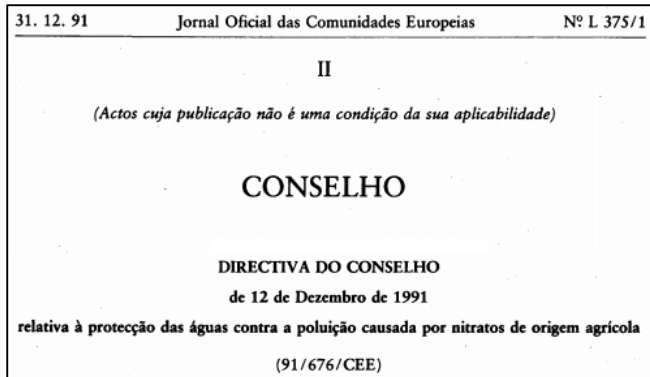 31. 12. 91 Jornal Oficial das Comunidades Europeias Nº L 375/1
II
(Actos cuja publicação não é uma condição da sua aplicabilidade)
CONSELHO
DIRECTIVA DO CONSELHO
de 12 de Dezembro de 1991
relativa à protecção das águas contra a poluição causada por nitratos de origem agrícola
(91/676/CEE)